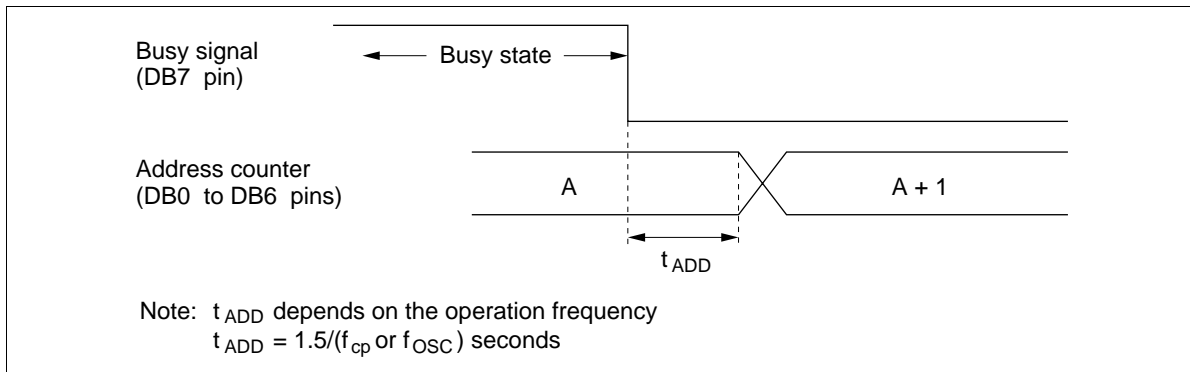 Busy signal
(DB7 pin)
Busy state
Address counter
(DB0 to DB6 pins)
A
A + 1
t ADD
Note: t ADD depends on the operation frequency
t ADD = 1.5/(f cp or f OSC) seconds